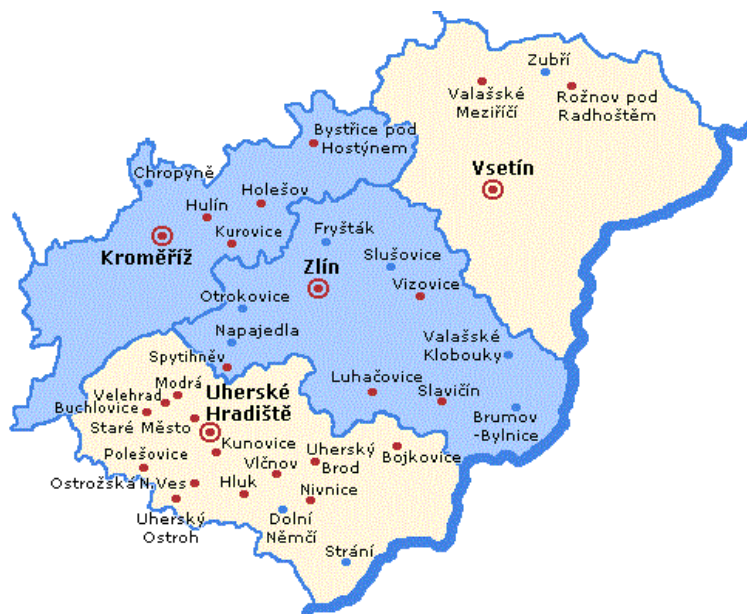 Zubří
Valašské
Meziříčí
Rožnov pod
Radhoštěm
Bystřice pod
Hostýnem
Vsetín
Chropyně
Holešov
Hulín
Fryšták
Kurovice
Kroměříž
Slušovice
Zlín
Vizovice
Otrokovice
Napajedla
Valašské
Klobouky
Spytihněv
Luhačovice
Modrá
Slavičín
Velehrad
Uherské
Hradiště
Buchlovice
Brumov
-Bylnice
Staré Město
Kunovice
Polešovice
Uherský
Brod
Bojkovice
Vlčnov
Ostrožská N.Ves
Hluk
Nivnice
Uherský
Ostroh
Dolní
Němčí
Strání